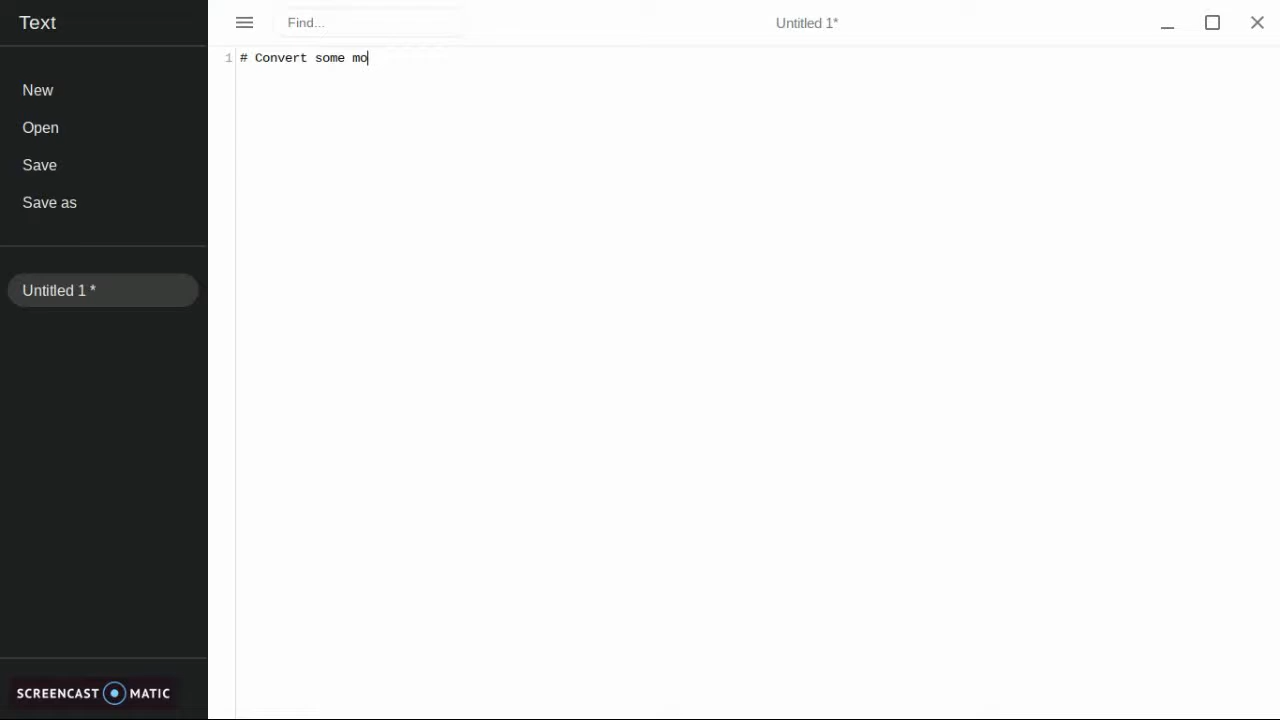 Text
Find...
Untitled 1*
1 # Convert some mo
New
Open
Save
Save as
Untitled 1 *
SCREENCAST MATIC